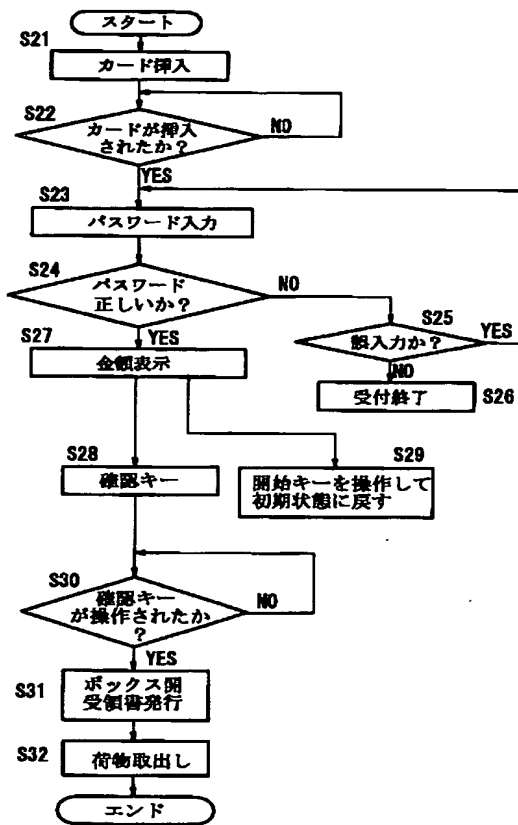 スタート
S21
カード挿入
S22
カードが挿入
されたか?
NO
YES
S23
パスワード入力
S24
パスワード
正しいか?
NO
YES
S25
誤入力か?
YES
NO
S26
受付終了
S27
金額表示
S28
確認キー
S29
開始キーを操作して
初期状態に戻す
S30
確認キー
が操作されたか
?
NO
YES
S31
ボックス開
受領書発行
S32
荷物取出し
エンド